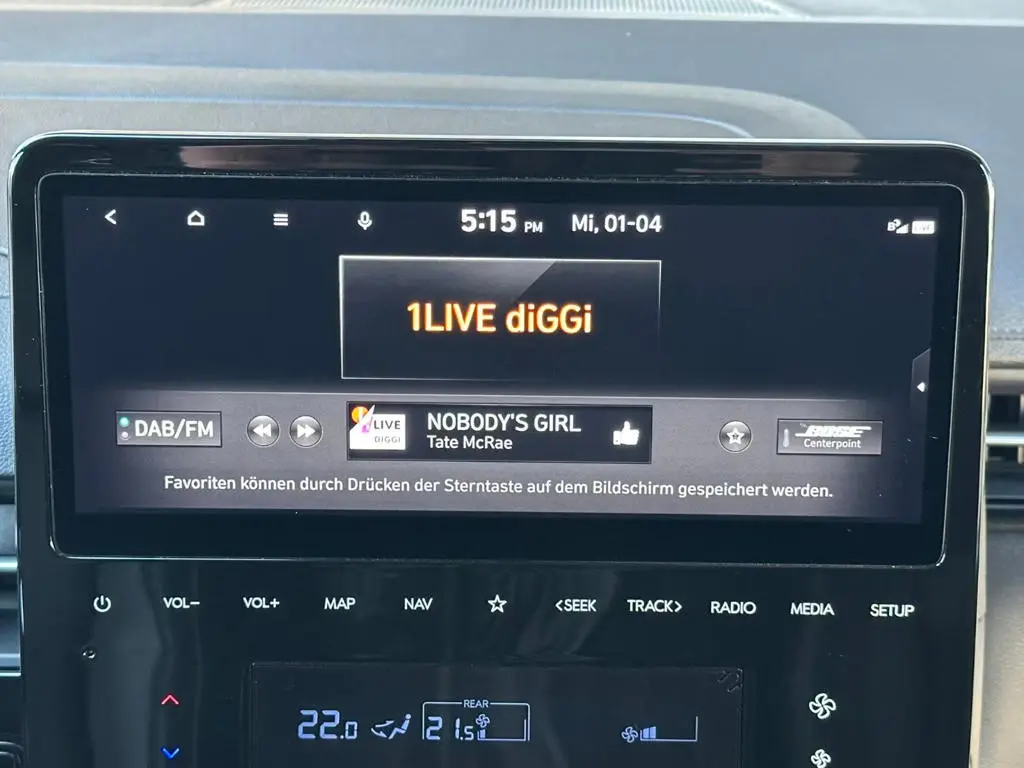 5:15 PM Mi, 01-04
1LIVE diGGi
DAB/FM
LIVE
DIGGI
NOBODY'S GIRL
Tate McRae
BOSE
Centerpoint
Favoriten können durch Drücken der Sterntaste auf dem Bildschirm gespeichert werden.
VOL− VOL+ MAP NAV <SEEK TRACK> RADIO MEDIA SETUP
REAR
22.0 21.5